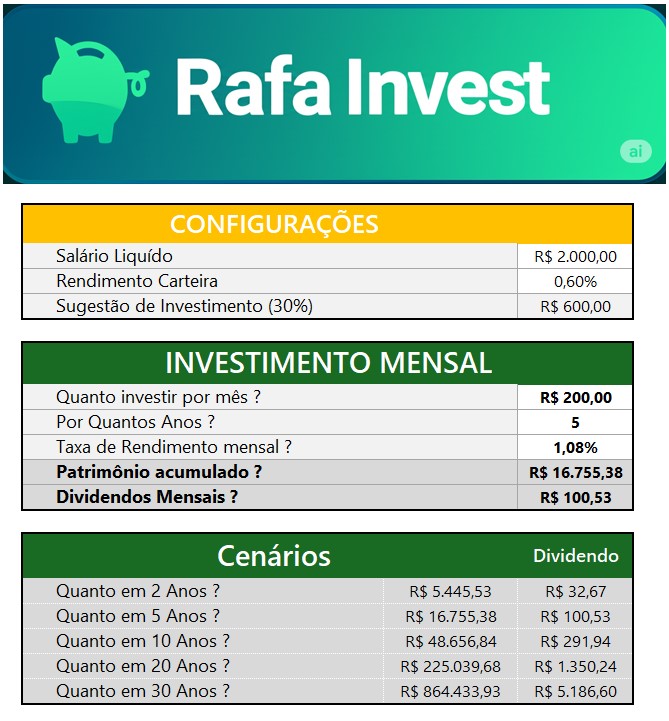 Rafa Invest
ai
CONFIGURAÇÕES
Salário Liquído R$ 2.000,00
Rendimento Carteira 0,60%
Sugestão de Investimento (30%) R$ 600,00
INVESTIMENTO MENSAL
Quanto investir por mês ? R$ 200,00
Por Quantos Anos ? 5
Taxa de Rendimento mensal ? 1,08%
Patrimônio acumulado ? R$ 16.755,38
Dividendos Mensais ? R$ 100,53
Cenários Dividendo
Quanto em 2 Anos ? R$ 5.445,53 R$ 32,67
Quanto em 5 Anos ? R$ 16.755,38 R$ 100,53
Quanto em 10 Anos ? R$ 48.656,84 R$ 291,94
Quanto em 20 Anos ? R$ 225.039,68 R$ 1.350,24
Quanto em 30 Anos ? R$ 864.433,93 R$ 5.186,60